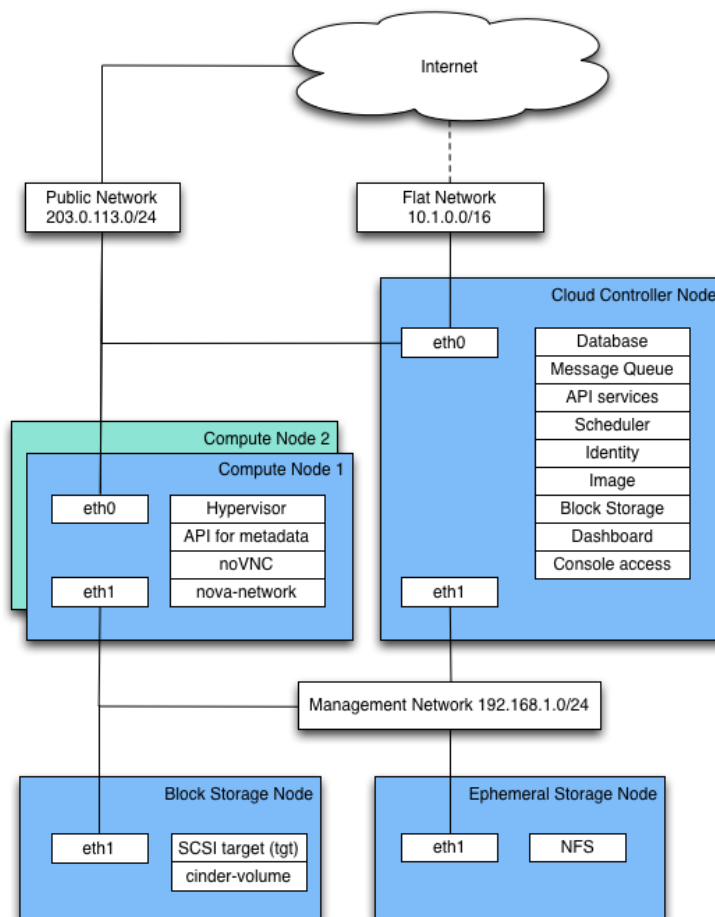 Internet
Public Network
203.0.113.0/24
Flat Network
10.1.0.0/16
Cloud Controller Node
eth0
Database
Message Queue
API services
Scheduler
Identity
Image
Block Storage
Dashboard
Console access
eth1
Compute Node 2
Compute Node 1
eth0
Hypervisor
API for metadata
noVNC
nova-network
eth1
Management Network 192.168.1.0/24
Block Storage Node
eth1
SCSI target (tgt)
cinder-volume
Ephemeral Storage Node
eth1
NFS